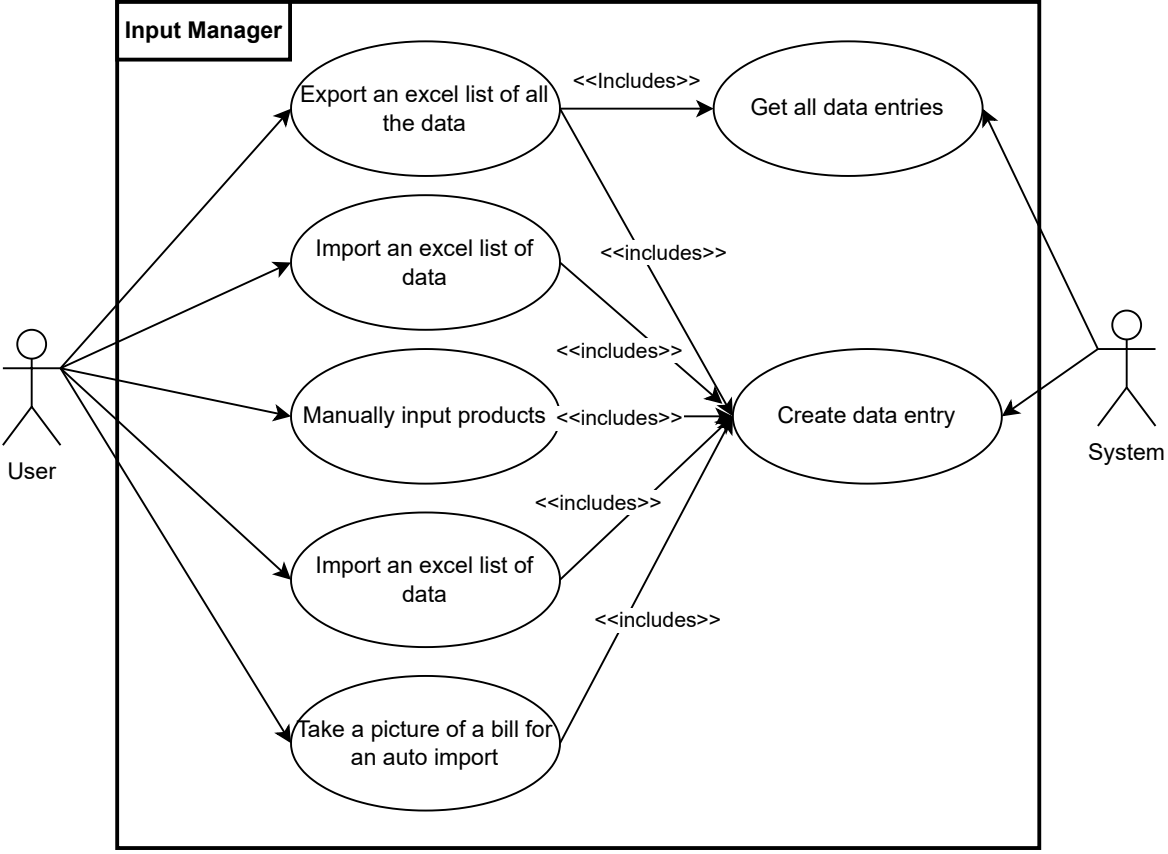 Input Manager
Export an excel list of all
the data
<<Includes>>
Get all data entries
Import an excel list of
data
<<includes>>
<<includes>>
Manually input products
<<includes>>
Create data entry
User
System
<<includes>>
Import an excel list of
data
<<includes>>
Take a picture of a bill for
an auto import